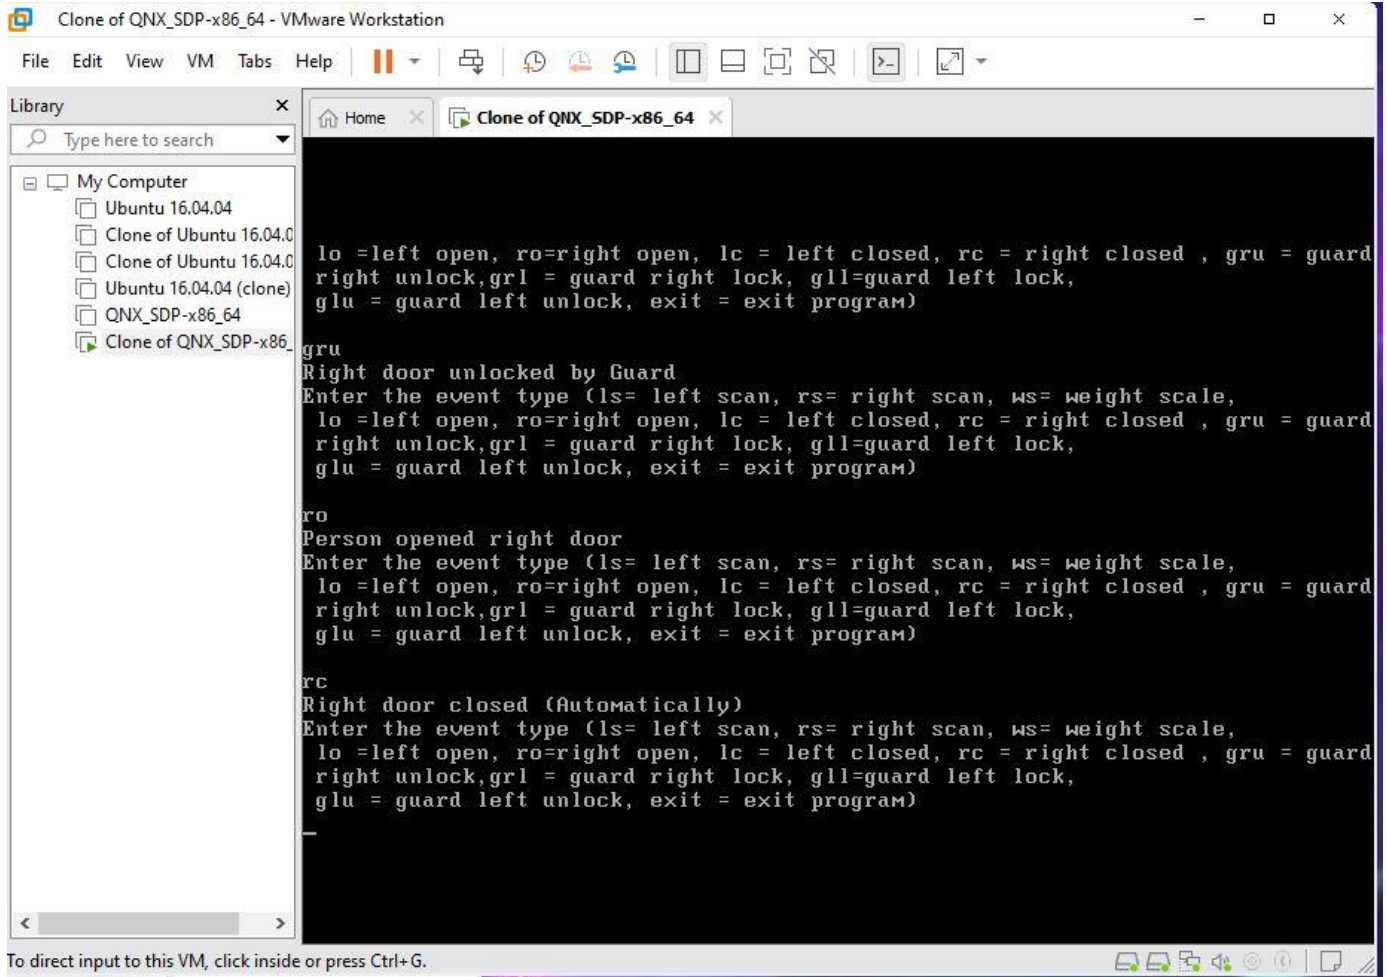 Clone of QNX_SDP-x86_64 - VMware Workstation
File Edit View VM Tabs Help
Library
Type here to search
My Computer
Ubuntu 16.04.04
Clone of Ubuntu 16.04.0
Clone of Ubuntu 16.04.0
Ubuntu 16.04.04 (clone)
QNX_SDP-x86_64
Clone of QNX_SDP-x86_
Home
Clone of QNX_SDP-x86_64
lo =left open, ro=right open, lc = left closed, rc = right closed , gru = guard
right unlock,grl = guard right lock, gll=guard left lock,
glu = guard left unlock, exit = exit program)
gru
Right door unlocked by Guard
Enter the event type (ls= left scan, rs= right scan, ws= weight scale,
lo =left open, ro=right open, lc = left closed, rc = right closed , gru = guard
right unlock,grl = guard right lock, gll=guard left lock,
glu = guard left unlock, exit = exit program)
ro
Person opened right door
Enter the event type (ls= left scan, rs= right scan, ws= weight scale,
lo =left open, ro=right open, lc = left closed, rc = right closed , gru = guard
right unlock,grl = guard right lock, gll=guard left lock,
glu = guard left unlock, exit = exit program)
rc
Right door closed (Automatically)
Enter the event type (ls= left scan, rs= right scan, ws= weight scale,
lo =left open, ro=right open, lc = left closed, rc = right closed , gru = guard
right unlock,grl = guard right lock, gll=guard left lock,
glu = guard left unlock, exit = exit program)
To direct input to this VM, click inside or press Ctrl+G.